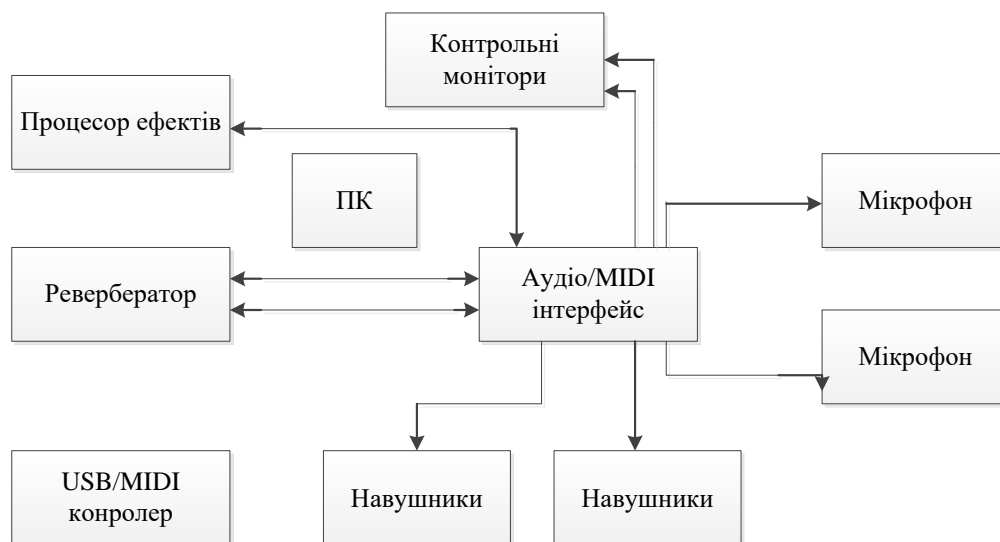 Контрольні
монітори
Процесор ефектів
ПК
Мікрофон
Ревербератор
Аудіо/MIDI
інтерфейс
Мікрофон
USB/MIDI
конролер
Навушники
Навушники